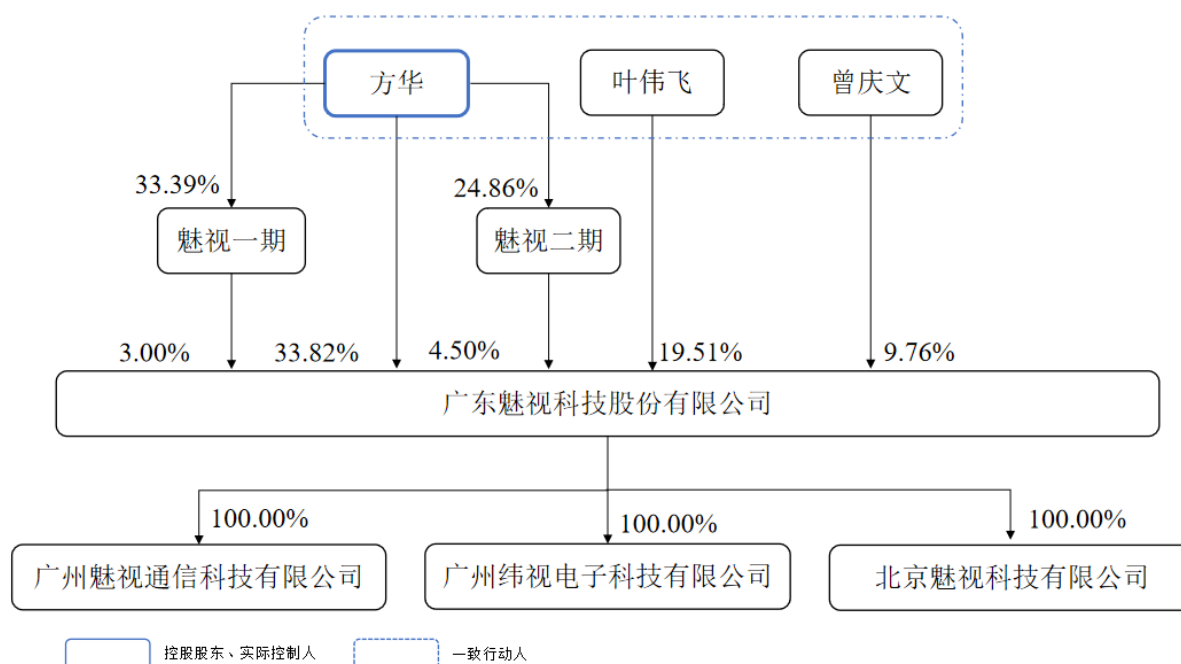 方华
叶伟飞
曾庆文
33.39%
24.86%
魅视一期
魅视二期
3.00%
33.82%
4.50%
19.51%
9.76%
广东魅视科技股份有限公司
100.00%
100.00%
100.00%
广州魅视通信科技有限公司
广州纬视电子科技有限公司
北京魅视科技有限公司
控股股东、实际控制人
一致行动人